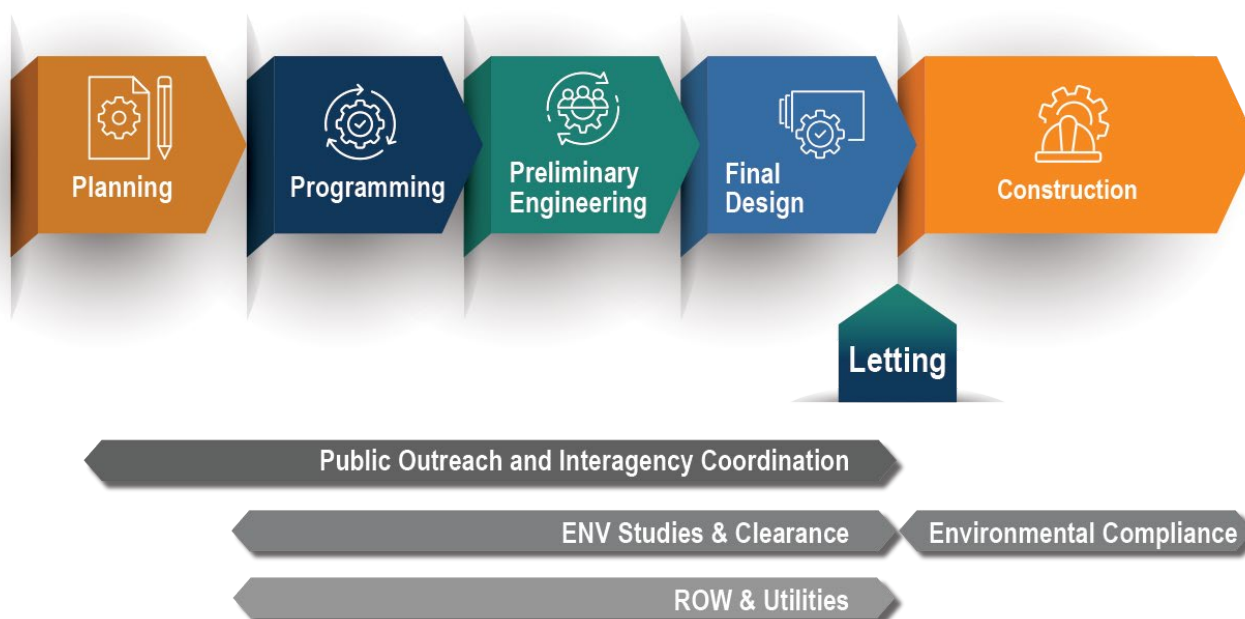 Planning
Programming
Preliminary
Engineering
Final
Design
Construction
Letting
Public Outreach and Interagency Coordination
ENV Studies & Clearance
Environmental Compliance
ROW & Utilities